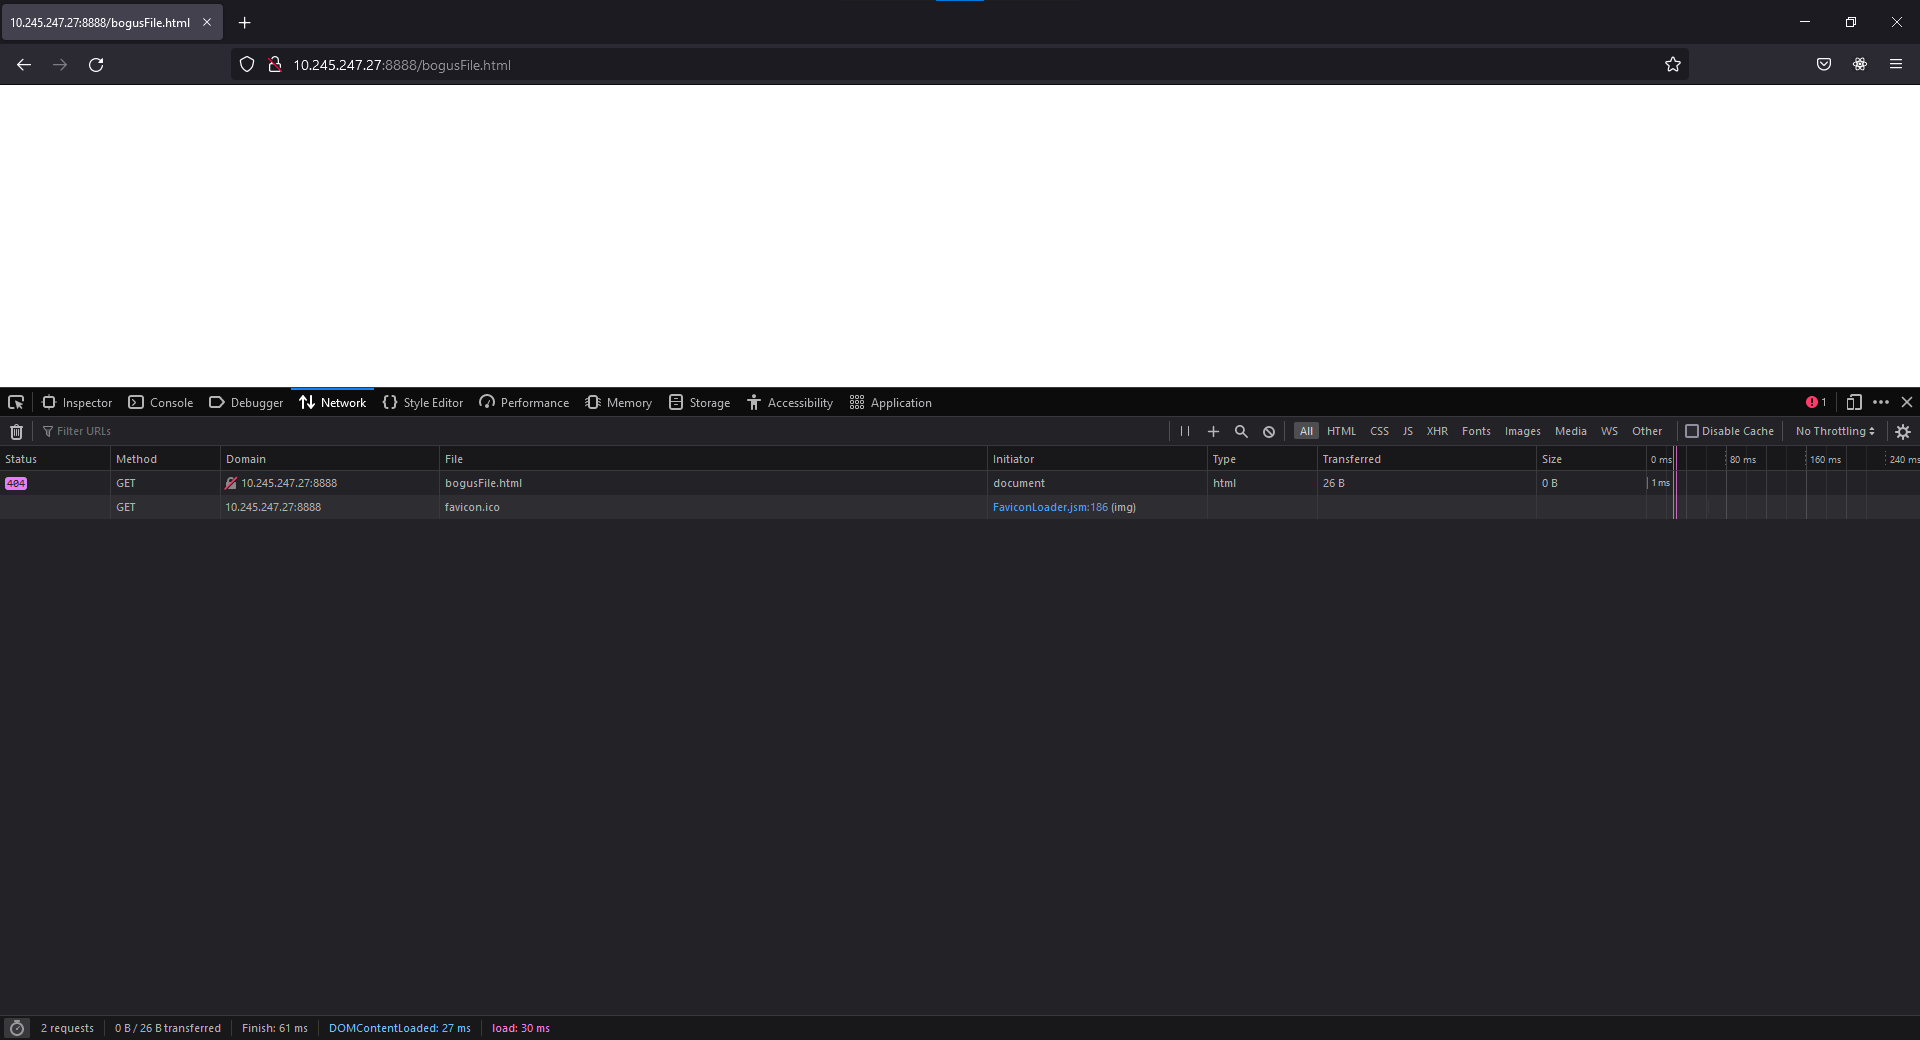 10.245.247.27:8888/bogusFile.html
10.245.247.27:8888/bogusFile.html
Inspector Console Debugger Network Style Editor Performance Memory Storage Accessibility Application 1
Filter URLs All HTML CSS JS XHR Fonts Images Media WS Other Disable Cache No Throttling
Status Method Domain File Initiator Type Transferred Size 0 ms 80 ms 160 ms 240 ms
404 GET 10.245.247.27:8888 bogusFile.html document html 26 B 0 B 1 ms
GET 10.245.247.27:8888 favicon.ico FaviconLoader.jsm:186 (img)
2 requests 0 B / 26 B transferred Finish: 61 ms DOMContentLoaded: 27 ms load: 30 ms